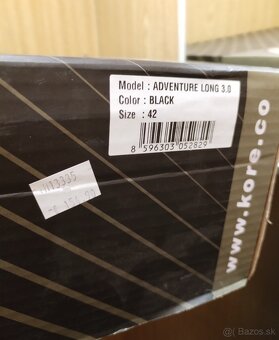 Model : ADVENTURE LONG 3.0
Color : BLACK
Size : 42
8 596303 052829
www.kore.co
© Bazos.sk